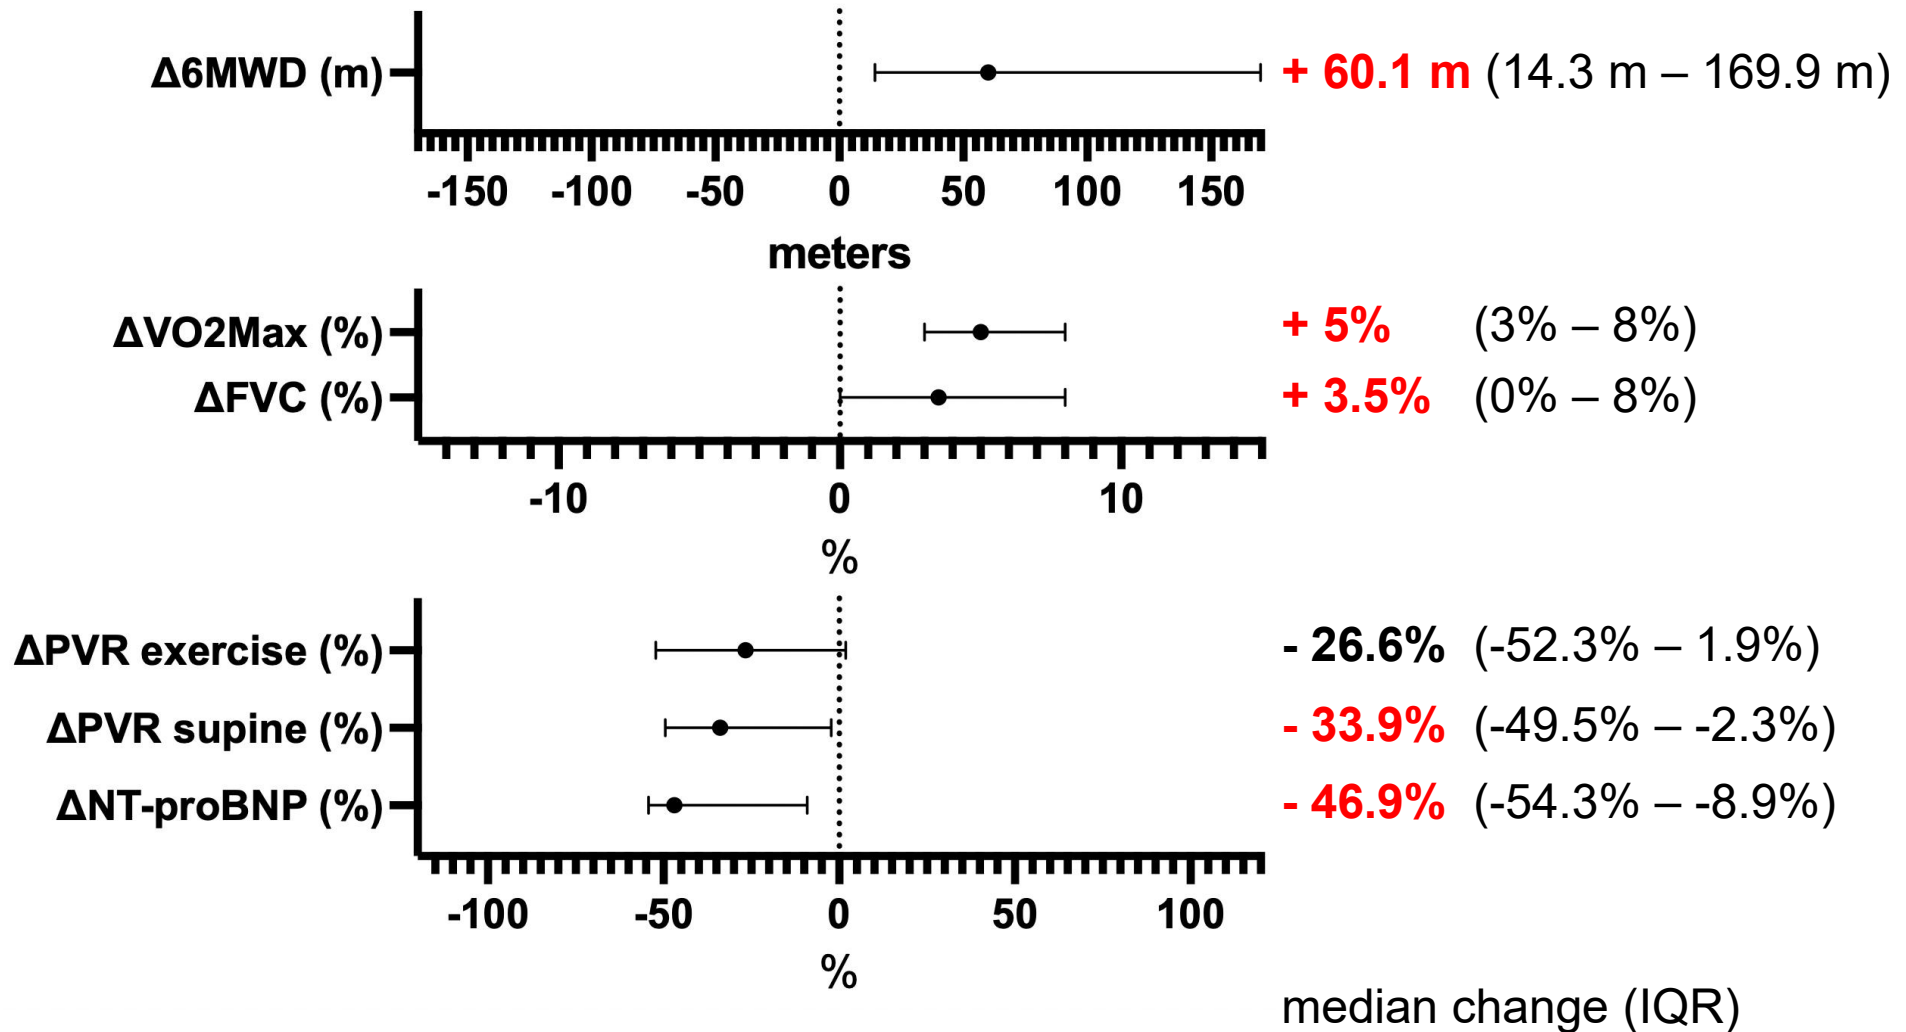 Δ6MWD (m) + 60.1 m (14.3 m – 169.9 m)
-150 -100 -50 0 50 100 150
meters
ΔVO2Max (%) + 5% (3% – 8%)
ΔFVC (%) + 3.5% (0% – 8%)
-10 0 10
%
ΔPVR exercise (%) - 26.6% (-52.3% – 1.9%)
ΔPVR supine (%) - 33.9% (-49.5% – -2.3%)
ΔNT-proBNP (%) - 46.9% (-54.3% – -8.9%)
-100 -50 0 50 100
%
median change (IQR)